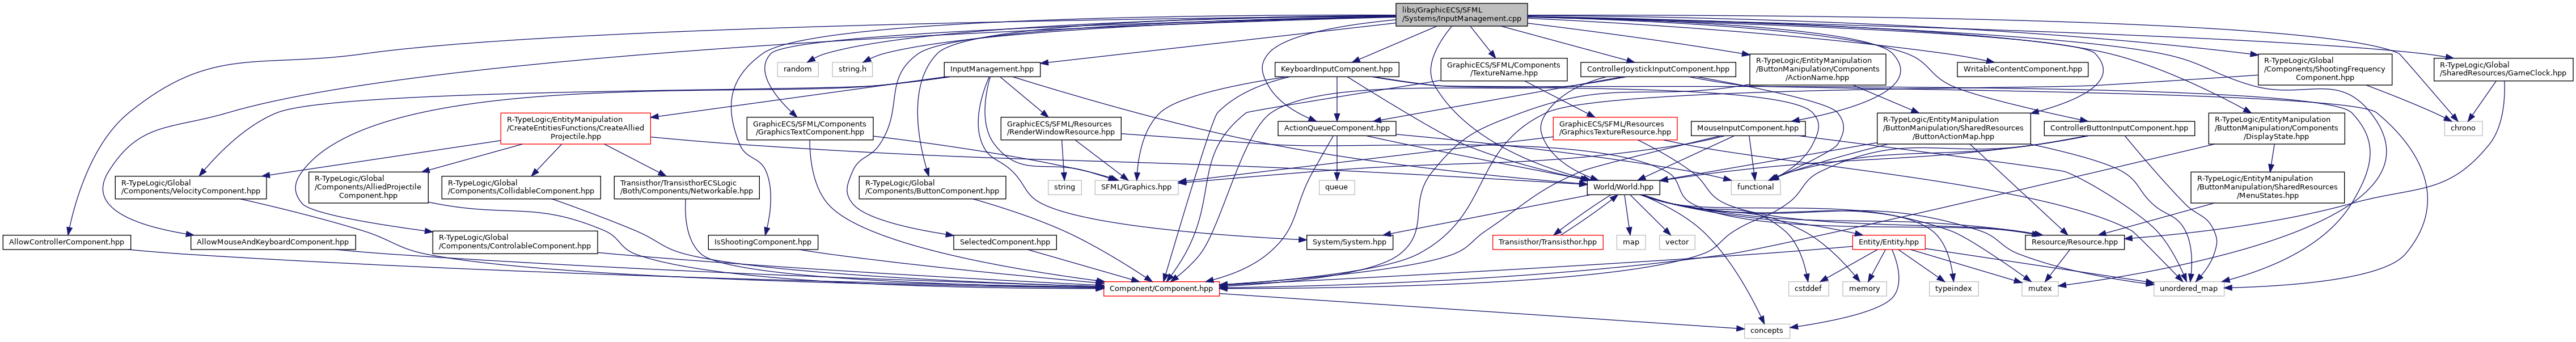 libs/GraphicECS/SFML
/Systems/InputManagement.cpp
random
string.h
InputManagement.hpp
KeyboardInputComponent.hpp
GraphicECS/SFML/Components
/TextureName.hpp
ControllerJoystickInputComponent.hpp
R-TypeLogic/EntityManipulation
/ButtonManipulation/Components
/ActionName.hpp
WritableContentComponent.hpp
R-TypeLogic/Global
/Components/ShootingFrequency
Component.hpp
R-TypeLogic/Global
/SharedResources/GameClock.hpp
R-TypeLogic/EntityManipulation
/CreateEntitiesFunctions/CreateAllied
Projectile.hpp
GraphicECS/SFML/Components
/GraphicsTextComponent.hpp
GraphicECS/SFML/Resources
/RenderWindowResource.hpp
ActionQueueComponent.hpp
GraphicECS/SFML/Resources
/GraphicsTextureResource.hpp
MouseInputComponent.hpp
R-TypeLogic/EntityManipulation
/ButtonManipulation/SharedResources
/ButtonActionMap.hpp
ControllerButtonInputComponent.hpp
R-TypeLogic/EntityManipulation
/ButtonManipulation/Components
/DisplayState.hpp
chrono
R-TypeLogic/Global
/Components/VelocityComponent.hpp
R-TypeLogic/Global
/Components/AlliedProjectile
Component.hpp
R-TypeLogic/Global
/Components/CollidableComponent.hpp
Transisthor/TransisthorECSLogic
/Both/Components/Networkable.hpp
R-TypeLogic/Global
/Components/ButtonComponent.hpp
string
SFML/Graphics.hpp
queue
World/World.hpp
functional
R-TypeLogic/EntityManipulation
/ButtonManipulation/SharedResources
/MenuStates.hpp
AllowControllerComponent.hpp
AllowMouseAndKeyboardComponent.hpp
R-TypeLogic/Global
/Components/ControlableComponent.hpp
IsShootingComponent.hpp
SelectedComponent.hpp
System/System.hpp
Transisthor/Transisthor.hpp
map
vector
Entity/Entity.hpp
Resource/Resource.hpp
Component/Component.hpp
cstddef
memory
typeindex
mutex
unordered_map
concepts